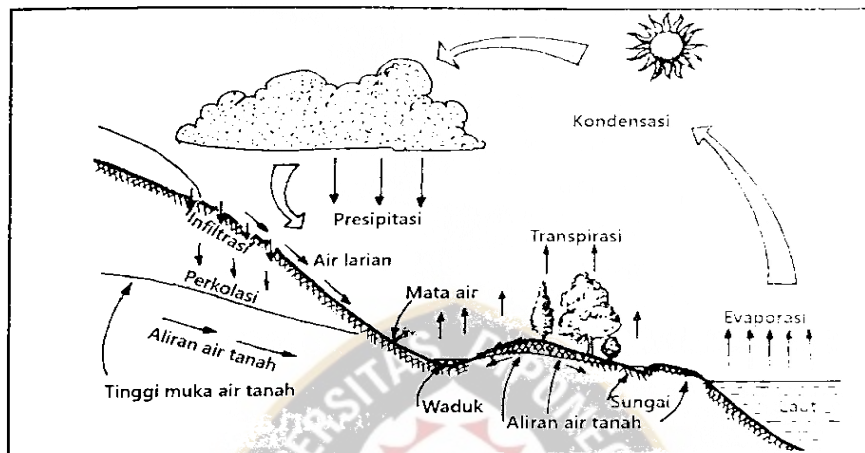 Kondensasi
Presipitasi
Infiltrasi
Air larian
Transpirasi
Perkolasi
Mata air
Evaporasi
Aliran air tanah
Tinggi muka air tanah
Waduk
Aliran air tanah
Sungai
Laut